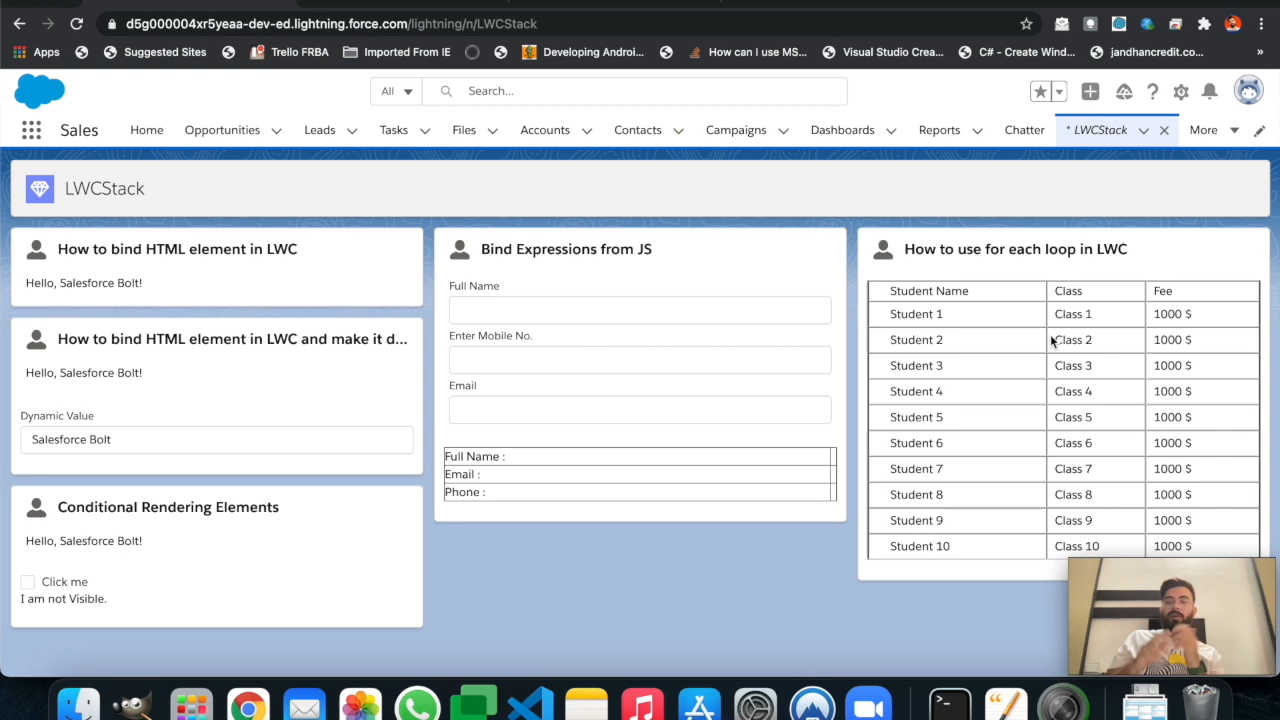 d5g000004xr5yeaa-dev-ed.lightning.force.com/lightning/n/LWCStack
Apps
Suggested Sites
Trello FRBA
Imported From IE
Developing Androi...
How can I use MS...
Visual Studio Crea...
C# - Create Wind...
jandhancredit.co...
»
All
Search...
Sales
Home
Opportunities
Leads
Tasks
Files
Accounts
Contacts
Campaigns
Dashboards
Reports
Chatter
* LWCStack
More
LWCStack
How to bind HTML element in LWC
Hello, Salesforce Bolt!
How to bind HTML element in LWC and make it d...
Hello, Salesforce Bolt!
Dynamic Value
Salesforce Bolt
Conditional Rendering Elements
Hello, Salesforce Bolt!
Click me
I am not Visible.
Bind Expressions from JS
Full Name
Enter Mobile No.
Email
Full Name :
Email :
Phone :
How to use for each loop in LWC
Student Name Class Fee
Student 1 Class 1 1000 $
Student 2 Class 2 1000 $
Student 3 Class 3 1000 $
Student 4 Class 4 1000 $
Student 5 Class 5 1000 $
Student 6 Class 6 1000 $
Student 7 Class 7 1000 $
Student 8 Class 8 1000 $
Student 9 Class 9 1000 $
Student 10 Class 10 1000 $